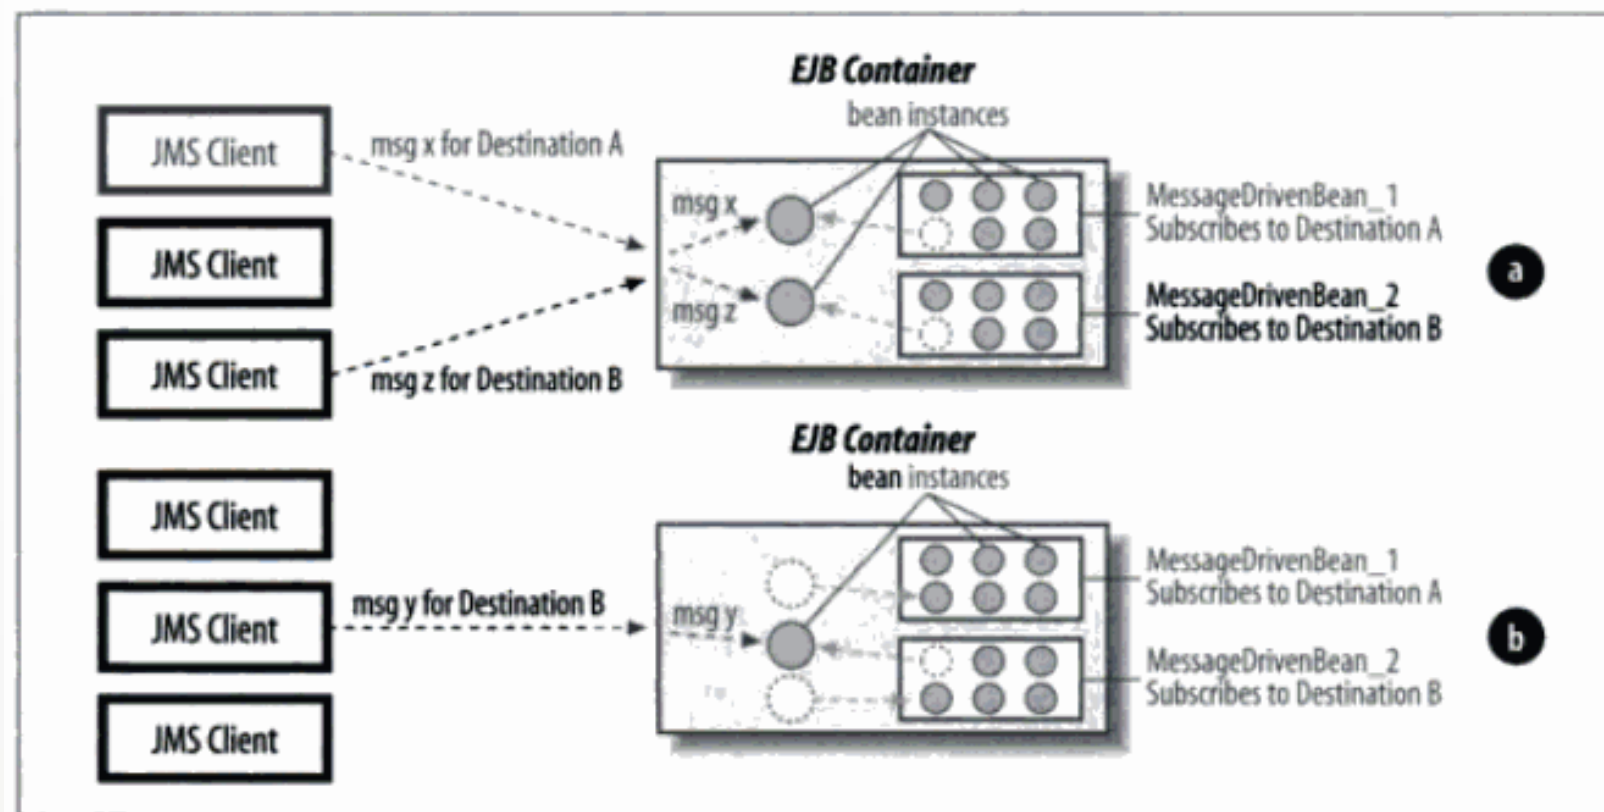 EJB Container
bean instances
JMS Client
msg x for Destination A
msg x
MessageDrivenBean_1
Subscribes to Destination A
JMS Client
a
msg z
MessageDrivenBean_2
Subscribes to Destination B
JMS Client
msg z for Destination B
EJB Container
bean instances
JMS Client
MessageDrivenBean_1
Subscribes to Destination A
msg y for Destination B
msg y
JMS Client
b
MessageDrivenBean_2
Subscribes to Destination B
JMS Client